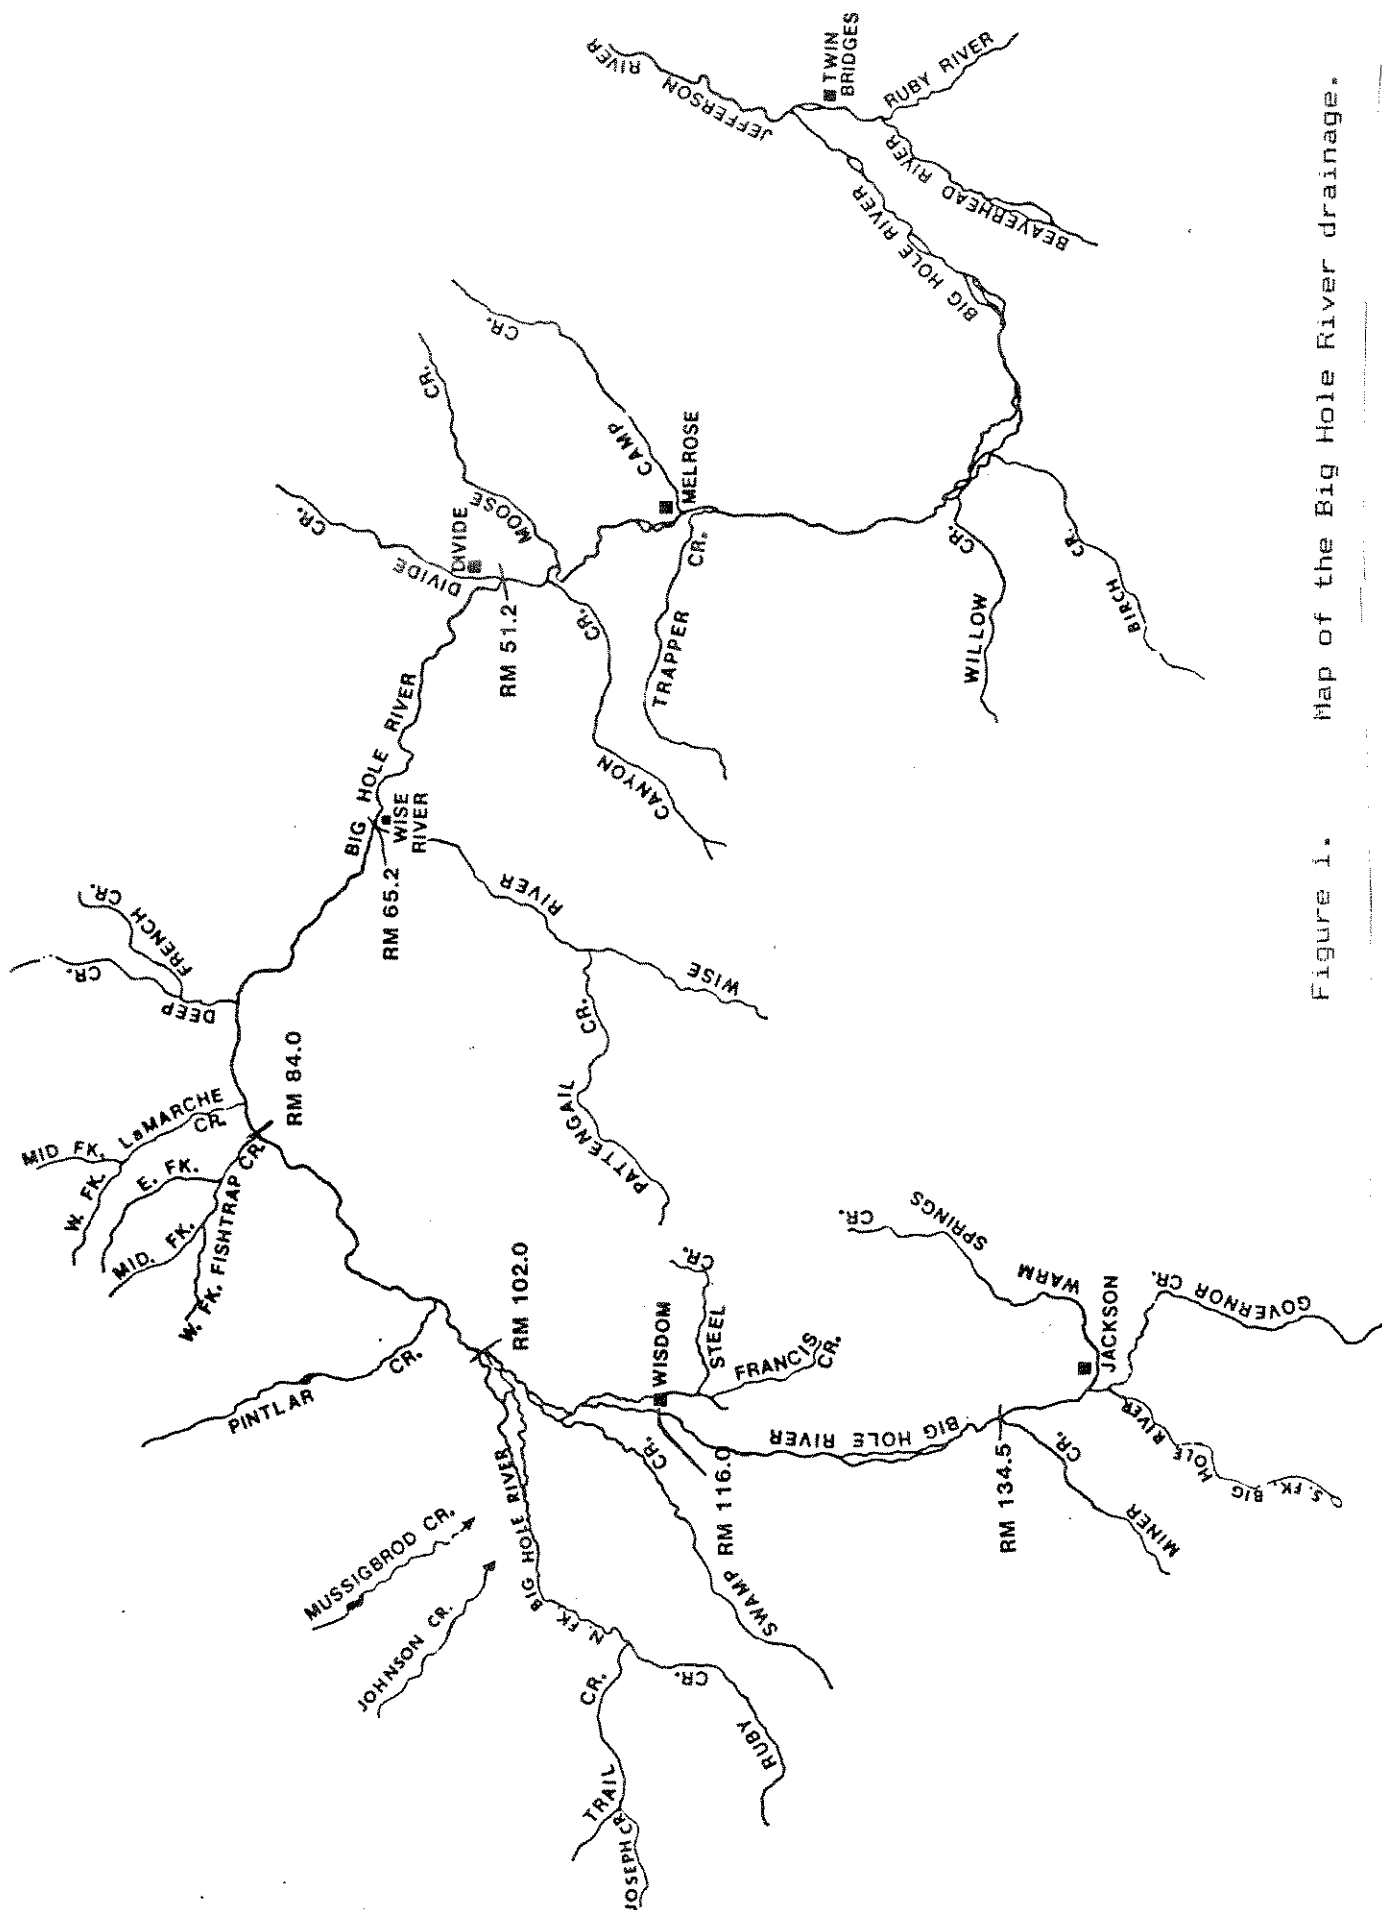 JEFFERSON RIVER
TWIN
BRIDGES
RUBY RIVER
BEAVERHEAD RIVER
BIG HOLE RIVER
CAMP CR.
MELROSE
MOOSE CR.
DIVIDE CR.
DIVIDE
RM 51.2
CANYON CR.
TRAPPER CR.
WILLOW CR.
BIRCH CR.
BIG HOLE RIVER
WISE
RIVER
RM 65.2
WISE RIVER
PATTENGAIL CR.
FRENCH CR.
DEEP CR.
RM 84.0
MID FK. LaMARCHE
CR.
W. FK.
E. FK.
MID. FK.
W. FK. FISHTRAP CR.
PINTLAR CR.
RM 102.0
MUSSIGBROD CR.
JOHNSON CR.
N. FK. BIG HOLE RIVER
TRAIL CR.
JOSEPH CR.
RUBY CR.
SWAMP CR.
WISDOM
RM 116.0
STEEL CR.
FRANCIS
CR.
BIG HOLE RIVER
RM 134.5
MINER CR.
WARM SPRINGS CR.
JACKSON
GOVERNOR CR.
S. FK. BIG HOLE RIVER
Figure 1. Map of the Big Hole River drainage.